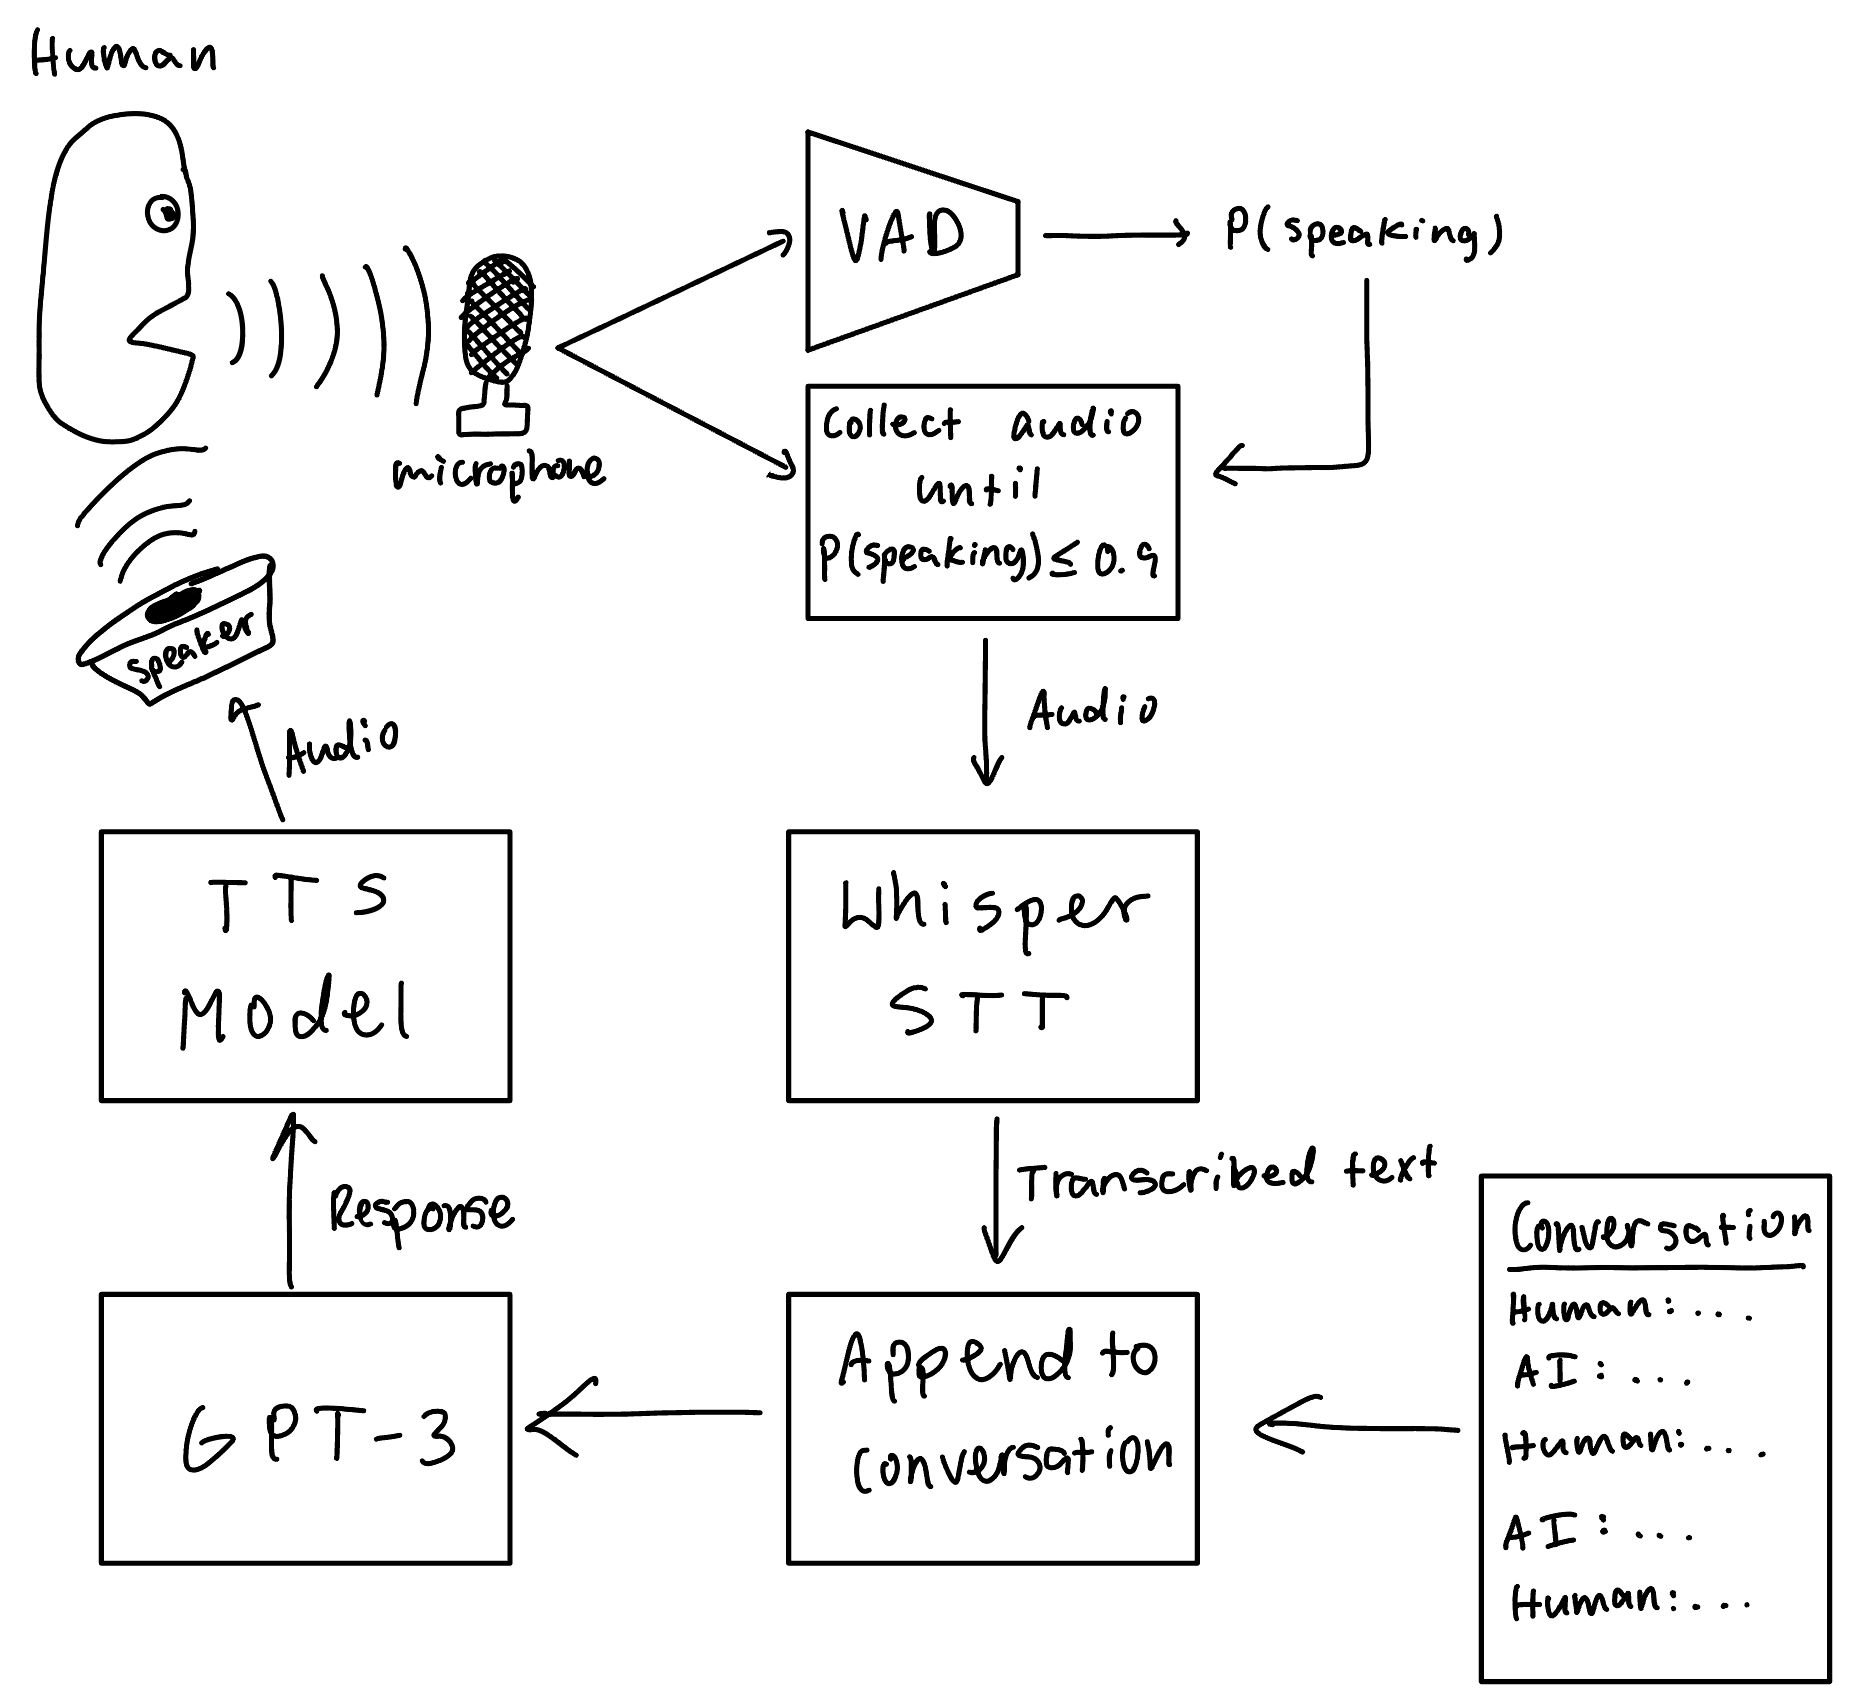 Human
VAD
P(speaking)
microphone
Collect audio
until
P(speaking) ≤ 0.9
speaker
Audio
Audio
TTS
Model
Whisper
STT
Transcribed text
Response
Conversation
Human: ...
AI: ...
Human: ...
AI: ...
Human: ...
Append to
conversation
GPT-3